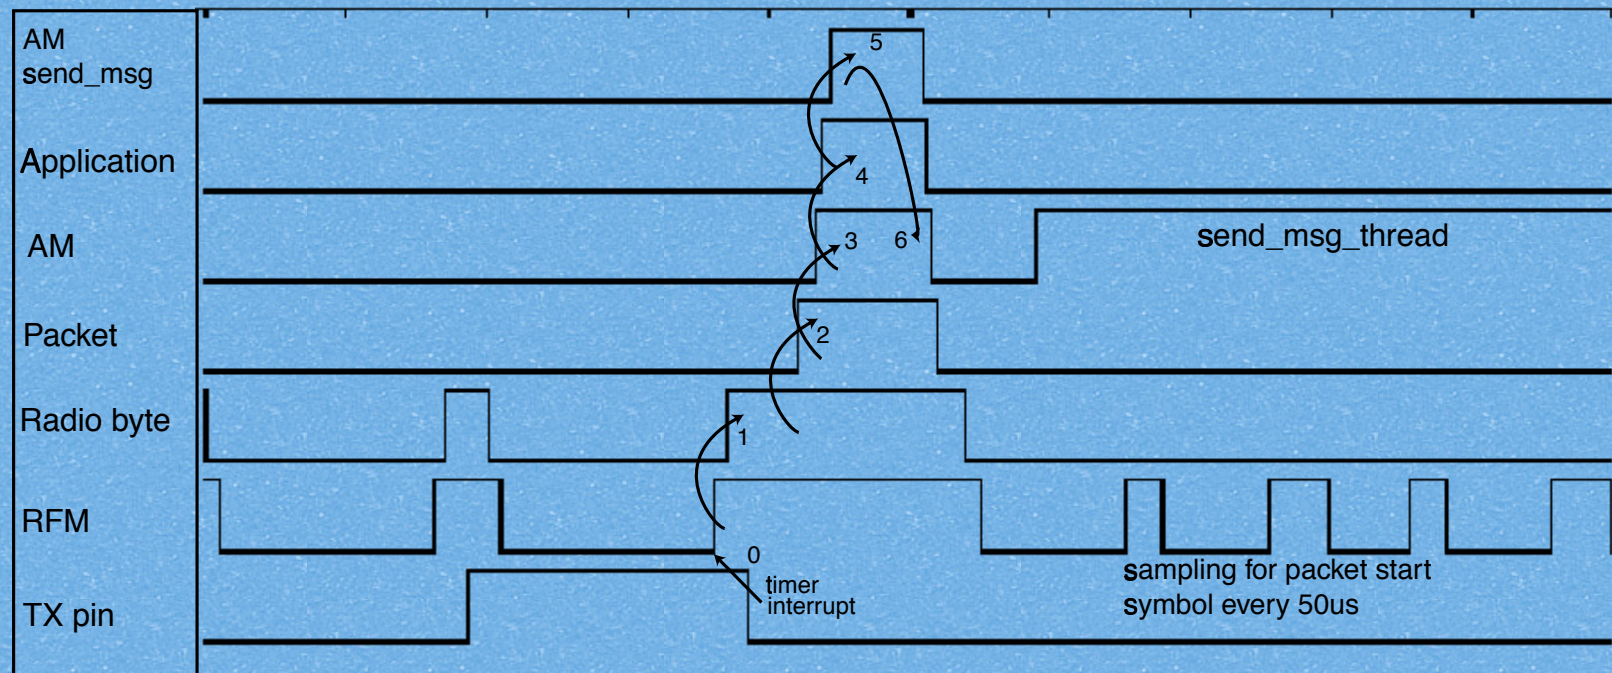 AM
send_msg
5
Application
4
AM
3
6
send_msg_thread
Packet
2
Radio byte
1
RFM
0
sampling for packet start
symbol every 50us
timer
interrupt
TX pin